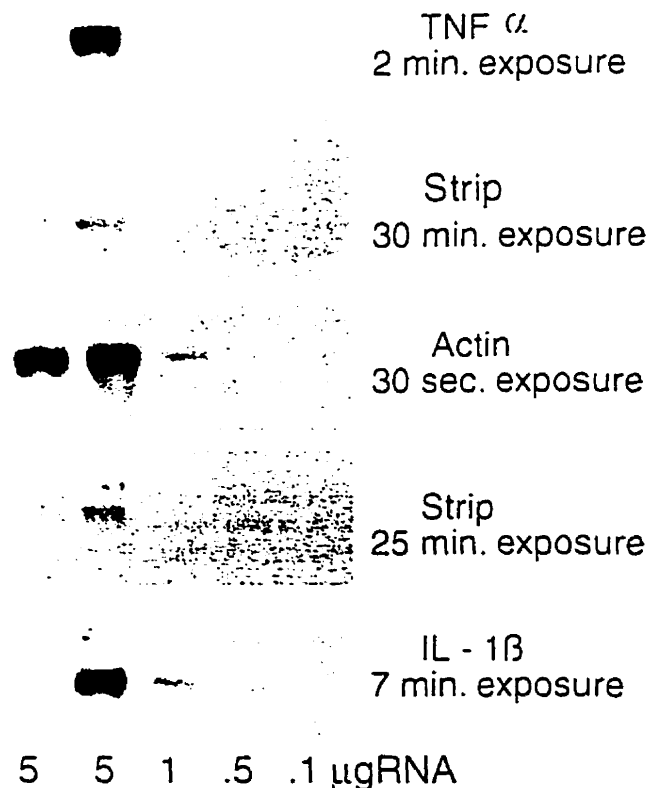 TNF α
2 min. exposure
Strip
30 min. exposure
Actin
30 sec. exposure
Strip
25 min. exposure
IL - 1β
7 min. exposure
5 5 1 .5 .1 µgRNA